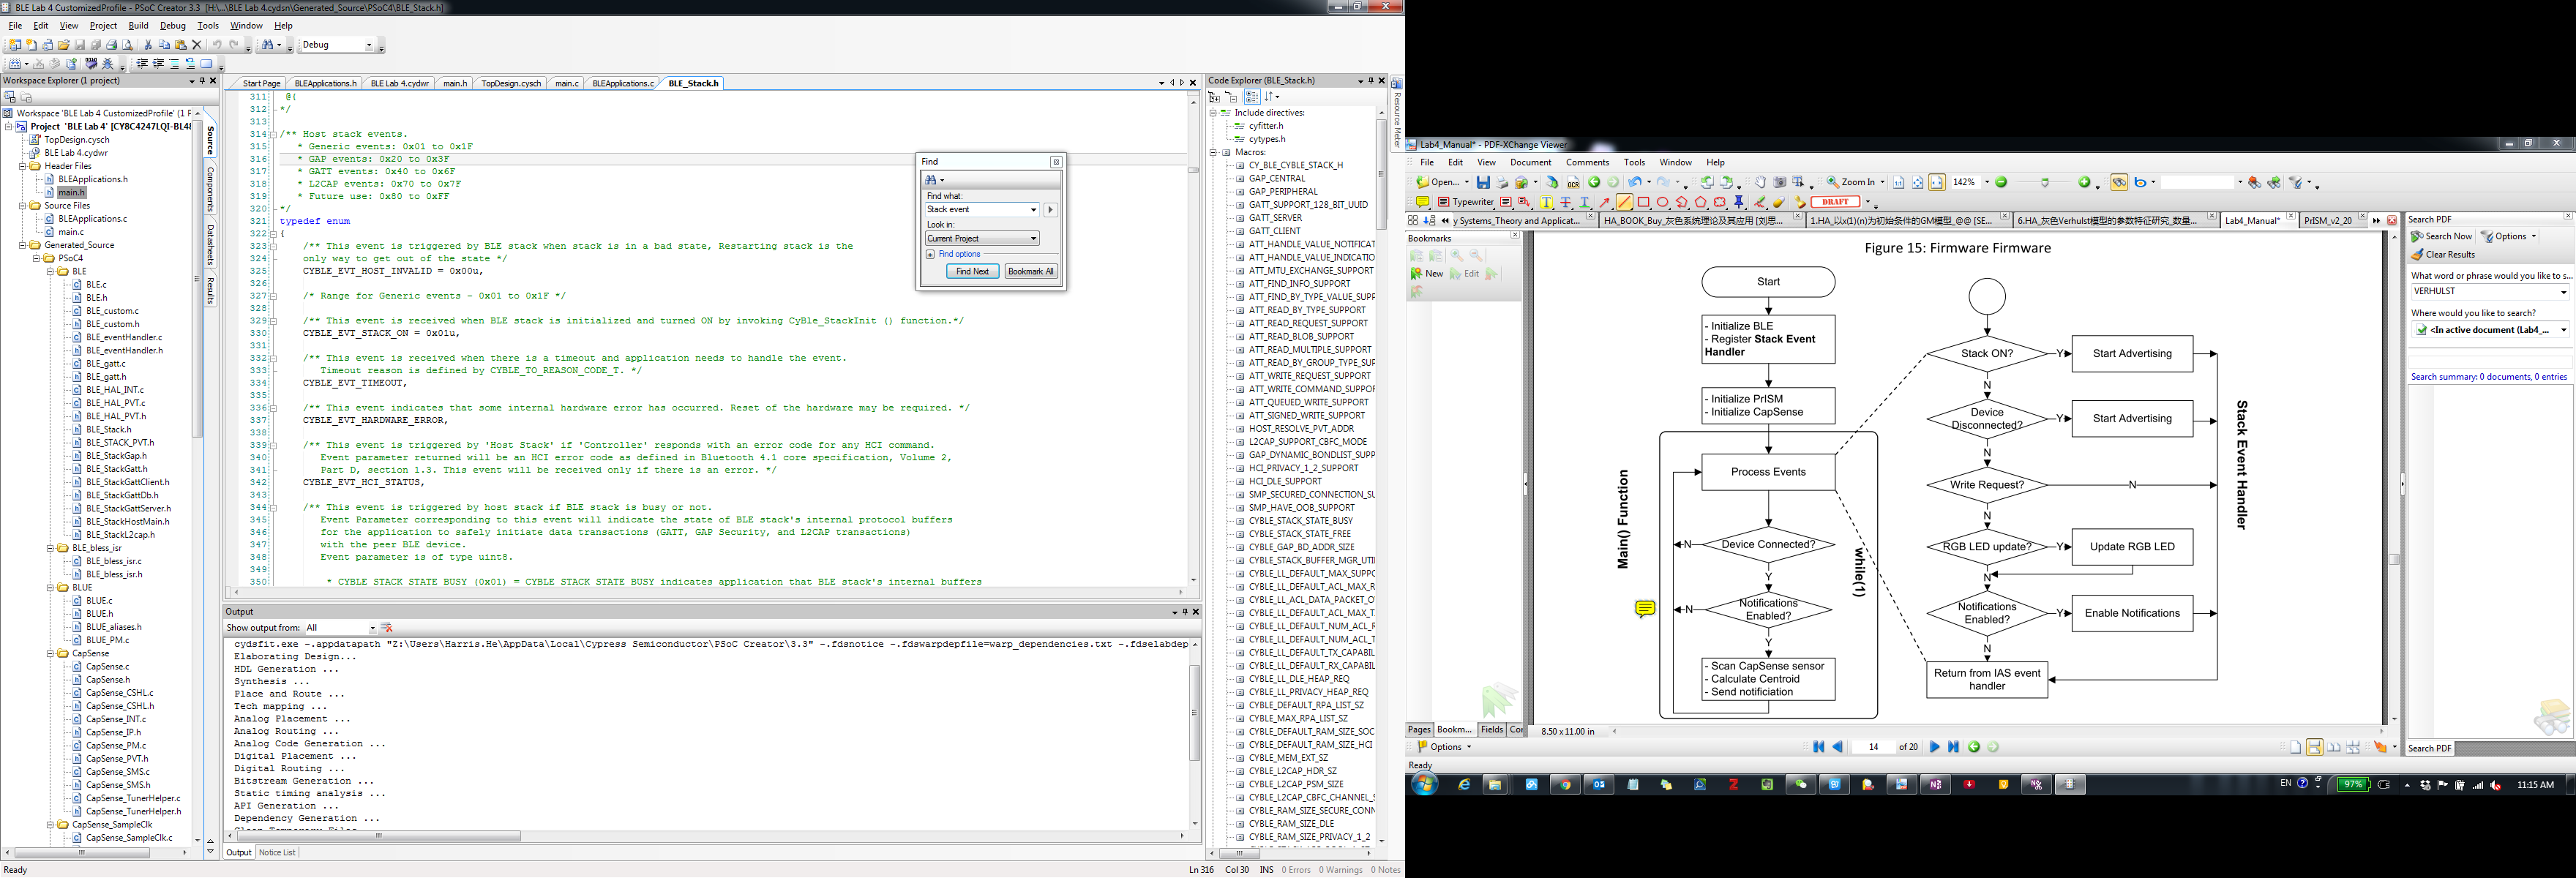 BLE Lab 4 CustomizedProfile - PSoC Creator 3.3 [H:\...\BLE Lab 4.cydsn\Generated_Source\PSoC4\BLE_Stack.h]
File Edit View Project Build Debug Tools Window Help
Debug
Workspace Explorer (1 project)
Workspace 'BLE Lab 4 CustomizedProfile' (1 P
Project 'BLE Lab 4' [CY8C4247LQI-BL48
TopDesign.cysch
BLE Lab 4.cydwr
Header Files
BLEApplications.h
main.h
Source Files
BLEApplications.c
main.c
Generated_Source
PSoC4
BLE
BLE.c
BLE.h
BLE_custom.c
BLE_custom.h
BLE_eventHandler.c
BLE_eventHandler.h
BLE_gatt.c
BLE_gatt.h
BLE_HAL_INT.c
BLE_HAL_PVT.c
BLE_HAL_PVT.h
BLE_Stack.h
BLE_STACK_PVT.h
BLE_StackGap.h
BLE_StackGatt.h
BLE_StackGattClient.h
BLE_StackGattDb.h
BLE_StackGattServer.h
BLE_StackHostMain.h
BLE_StackL2cap.h
BLE_bless_isr
BLE_bless_isr.c
BLE_bless_isr.h
BLUE
BLUE.c
BLUE.h
BLUE_aliases.h
BLUE_PM.c
CapSense
CapSense.c
CapSense.h
CapSense_CSHL.c
CapSense_CSHL.h
CapSense_INT.c
CapSense_IP.h
CapSense_PM.c
CapSense_PVT.h
CapSense_SMS.c
CapSense_SMS.h
CapSense_TunerHelper.c
CapSense_TunerHelper.h
CapSense_SampleClk
CapSense_SampleClk.c
Source
Components
Datasheets
Results
Start Page BLEApplications.h BLE Lab 4.cydwr main.h TopDesign.cysch main.c BLEApplications.c BLE_Stack.h
311 @{
312 */
313
314 /** Host stack events.
315 * Generic events: 0x01 to 0x1F
316 * GAP events: 0x20 to 0x3F
317 * GATT events: 0x40 to 0x6F
318 * L2CAP events: 0x70 to 0x7F
319 * Future use: 0x80 to 0xFF
320 */
321 typedef enum
322 {
323 /** This event is triggered by BLE stack when stack is in a bad state, Restarting stack is the
324 only way to get out of the state */
325 CYBLE_EVT_HOST_INVALID = 0x00u,
326
327 /* Range for Generic events - 0x01 to 0x1F */
328
329 /** This event is received when BLE stack is initialized and turned ON by invoking CyBle_StackInit () function.*/
330 CYBLE_EVT_STACK_ON = 0x01u,
331
332 /** This event is received when there is a timeout and application needs to handle the event.
333 Timeout reason is defined by CYBLE_TO_REASON_CODE_T. */
334 CYBLE_EVT_TIMEOUT,
335
336 /** This event indicates that some internal hardware error has occurred. Reset of the hardware may be required. */
337 CYBLE_EVT_HARDWARE_ERROR,
338
339 /** This event is triggered by 'Host Stack' if 'Controller' responds with an error code for any HCI command.
340 Event parameter returned will be an HCI error code as defined in Bluetooth 4.1 core specification, Volume 2,
341 Part D, section 1.3. This event will be received only if there is an error. */
342 CYBLE_EVT_HCI_STATUS,
343
344 /** This event is triggered by host stack if BLE stack is busy or not.
345 Event Parameter corresponding to this event will indicate the state of BLE stack's internal protocol buffers
346 for the application to safely initiate data transactions (GATT, GAP Security, and L2CAP transactions)
347 with the peer BLE device.
348 Event parameter is of type uint8.
349
350 * CYBLE STACK STATE BUSY (0x01) = CYBLE STACK STATE BUSY indicates application that BLE stack's internal buffers
Find
Find what:
Stack event
Look in:
Current Project
Find options
Find Next Bookmark All
Output
Show output from: All
cydsfit.exe -.appdatapath "Z:\Users\Harris.He\AppData\Local\Cypress Semiconductor\PSoC Creator\3.3" -.fdsnotice -.fdswarpdepfile=warp_dependencies.txt -.fdselabdep
Elaborating Design...
HDL Generation ...
Synthesis ...
Place and Route ...
Tech mapping ...
Analog Placement ...
Analog Routing ...
Analog Code Generation ...
Digital Placement ...
Digital Routing ...
Bitstream Generation ...
Static timing analysis ...
API Generation ...
Dependency Generation ...
Output Notice List
Ready
Ln 316 Col 30 INS 0 Errors 0 Warnings 0 Notes
Code Explorer (BLE_Stack.h)
Include directives:
cyfitter.h
cytypes.h
Macros:
CY_BLE_CYBLE_STACK_H
GAP_CENTRAL
GAP_PERIPHERAL
GATT_SUPPORT_128_BIT_UUID
GATT_SERVER
GATT_CLIENT
ATT_HANDLE_VALUE_NOTIFICAT
ATT_HANDLE_VALUE_INDICATIO
ATT_MTU_EXCHANGE_SUPPORT
ATT_FIND_INFO_SUPPORT
ATT_FIND_BY_TYPE_VALUE_SUPP
ATT_READ_BY_TYPE_SUPPORT
ATT_READ_REQUEST_SUPPORT
ATT_READ_BLOB_SUPPORT
ATT_READ_MULTIPLE_SUPPORT
ATT_READ_BY_GROUP_TYPE_SUP
ATT_WRITE_REQUEST_SUPPORT
ATT_WRITE_COMMAND_SUPPOR
ATT_QUEUED_WRITE_SUPPORT
ATT_SIGNED_WRITE_SUPPORT
HOST_RESOLVE_PVT_ADDR
L2CAP_SUPPORT_CBFC_MODE
GAP_DYNAMIC_BONDLIST_SUPP
HCI_PRIVACY_1_2_SUPPORT
HCI_DLE_SUPPORT
SMP_SECURED_CONNECTION_SU
SMP_HAVE_OOB_SUPPORT
CYBLE_STACK_STATE_BUSY
CYBLE_STACK_STATE_FREE
CYBLE_GAP_BD_ADDR_SIZE
CYBLE_STACK_BUFFER_MGR_UTI
CYBLE_LL_DEFAULT_MAX_SUPPC
CYBLE_LL_DEFAULT_ACL_MAX_R
CYBLE_LL_ACL_DATA_PACKET_O
CYBLE_LL_DEFAULT_ACL_MAX_T
CYBLE_LL_DEFAULT_NUM_ACL_R
CYBLE_LL_DEFAULT_NUM_ACL_T
CYBLE_LL_DEFAULT_TX_CAPABIL
CYBLE_LL_DEFAULT_RX_CAPABIL
CYBLE_LL_DLE_HEAP_REQ
CYBLE_LL_PRIVACY_HEAP_REQ
CYBLE_DEFAULT_RPA_LIST_SZ
CYBLE_MAX_RPA_LIST_SZ
CYBLE_DEFAULT_RAM_SIZE_SOC
CYBLE_DEFAULT_RAM_SIZE_HCI
CYBLE_MEM_EXT_SZ
CYBLE_L2CAP_HDR_SZ
CYBLE_L2CAP_PSM_SIZE
CYBLE_L2CAP_CBFC_CHANNEL_S
CYBLE_RAM_SIZE_SECURE_CONN
CYBLE_RAM_SIZE_DLE
CYBLE_RAM_SIZE_PRIVACY_1_2
Resource Meter
Lab4_Manual* - PDF-XChange Viewer
File Edit View Document Comments Tools Window Help
Open... OCR Zoom In 142%
Typewriter DRAFT
y Systems_Theory and Applicat... HA_BOOK_Buy_灰色系统理论及其应用 [刘思... 1.HA_以x(1)(n)为初始条件的GM模型_@@ [SE... 6.HA_灰色Verhulst模型的参数特征研究_数量... Lab4_Manual* PrISM_v2_20
Bookmarks
New Edit
Figure 15: Firmware Firmware
Start
- Initialize BLE
- Register Stack Event
Handler
- Initialize PrISM
- Initialize CapSense
Process Events
Device Connected?
N
Y
Notifications
Enabled?
N
Y
- Scan CapSense sensor
- Calculate Centroid
- Send notificiation
Main() Function
while(1)
Stack ON?
Y
Start Advertising
N
Device
Disconnected?
Y
Start Advertising
N
Write Request?
N
N
RGB LED update?
Y
Update RGB LED
N
Notifications
Enabled?
Y
Enable Notifications
N
Return from IAS event
handler
Stack Event Handler
Search PDF
Search Now Options
Clear Results
What word or phrase would you like to s...
VERHULST
Where would you like to search?
<In active document (Lab4_...
Search summary: 0 documents, 0 entries
Search PDF
Pages Bookm... Fields Co
8.50 x 11.00 in
Options
14 of 20
Ready
EN
97%
11:15 AM